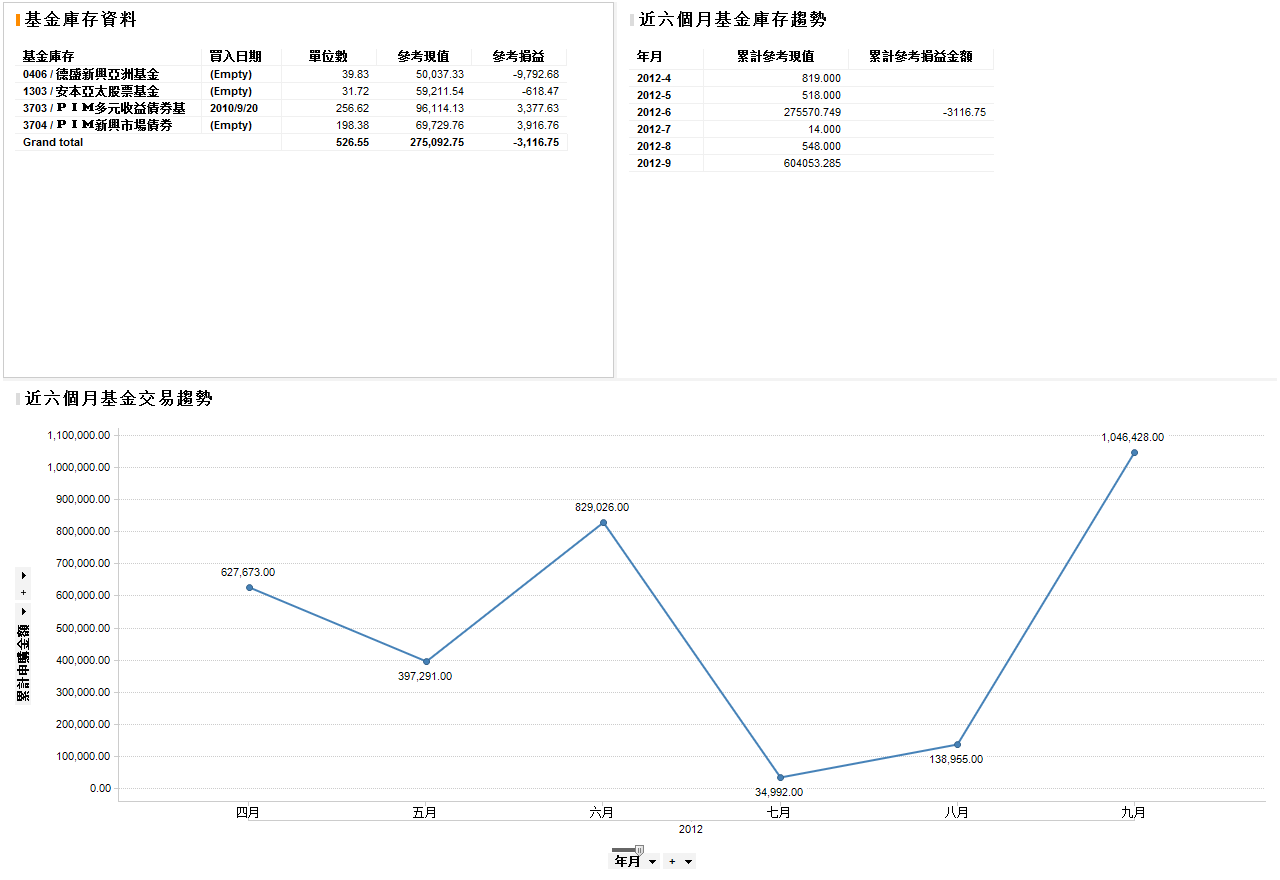 基金庫存資料
基金庫存 買入日期 單位數 參考現值 參考損益
0406 / 德盛新興亞洲基金 (Empty) 39.83 50,037.33 -9,792.68
1303 / 安本亞太股票基金 (Empty) 31.72 59,211.54 -618.47
3703 / ＰＩＭ多元收益債券基 2010/9/20 256.62 96,114.13 3,377.63
3704 / ＰＩＭ新興市場債券 (Empty) 198.38 69,729.76 3,916.76
Grand total 526.55 275,092.75 -3,116.75
近六個月基金庫存趨勢
年月 累計參考現值 累計參考損益金額
2012-4 819.000
2012-5 518.000
2012-6 275570.749 -3116.75
2012-7 14.000
2012-8 548.000
2012-9 604053.285
近六個月基金交易趨勢
累計申購金額
1,100,000.00
1,000,000.00
900,000.00
800,000.00
700,000.00
600,000.00
500,000.00
400,000.00
300,000.00
200,000.00
100,000.00
0.00
627,673.00
397,291.00
829,026.00
34,992.00
138,955.00
1,046,428.00
四月 五月 六月 七月 八月 九月
2012
年月 +